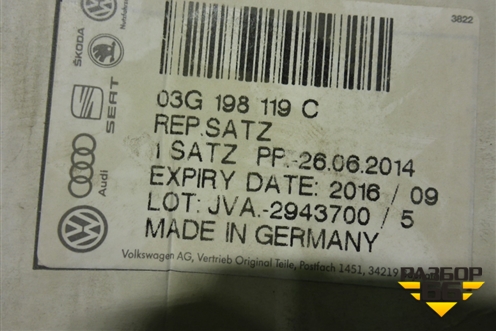 3822
ŠKODA
SEAT
Audi
03G 198 119 C
REP.SATZ
1 SATZ PP.-26.06.2014
EXPIRY DATE: 2016 / 09
LOT: JVA.-2943700 / 5
MADE IN GERMANY
Volkswagen AG, Vertrieb Original Teile, Postfach 1451, 34219
РАЗБОР